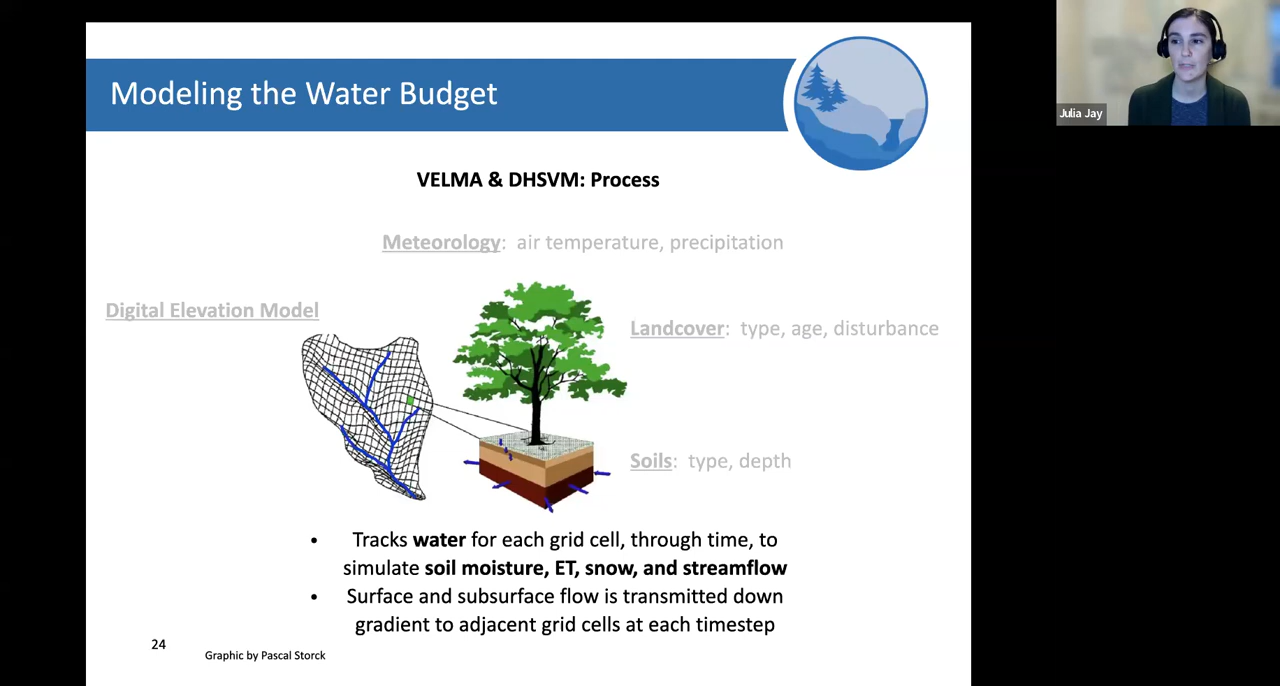 Modeling the Water Budget
Julia Jay
VELMA & DHSVM: Process
Meteorology: air temperature, precipitation
Digital Elevation Model
Landcover: type, age, disturbance
Soils: type, depth
• Tracks water for each grid cell, through time, to
simulate soil moisture, ET, snow, and streamflow
• Surface and subsurface flow is transmitted down
gradient to adjacent grid cells at each timestep
24
Graphic by Pascal Storck